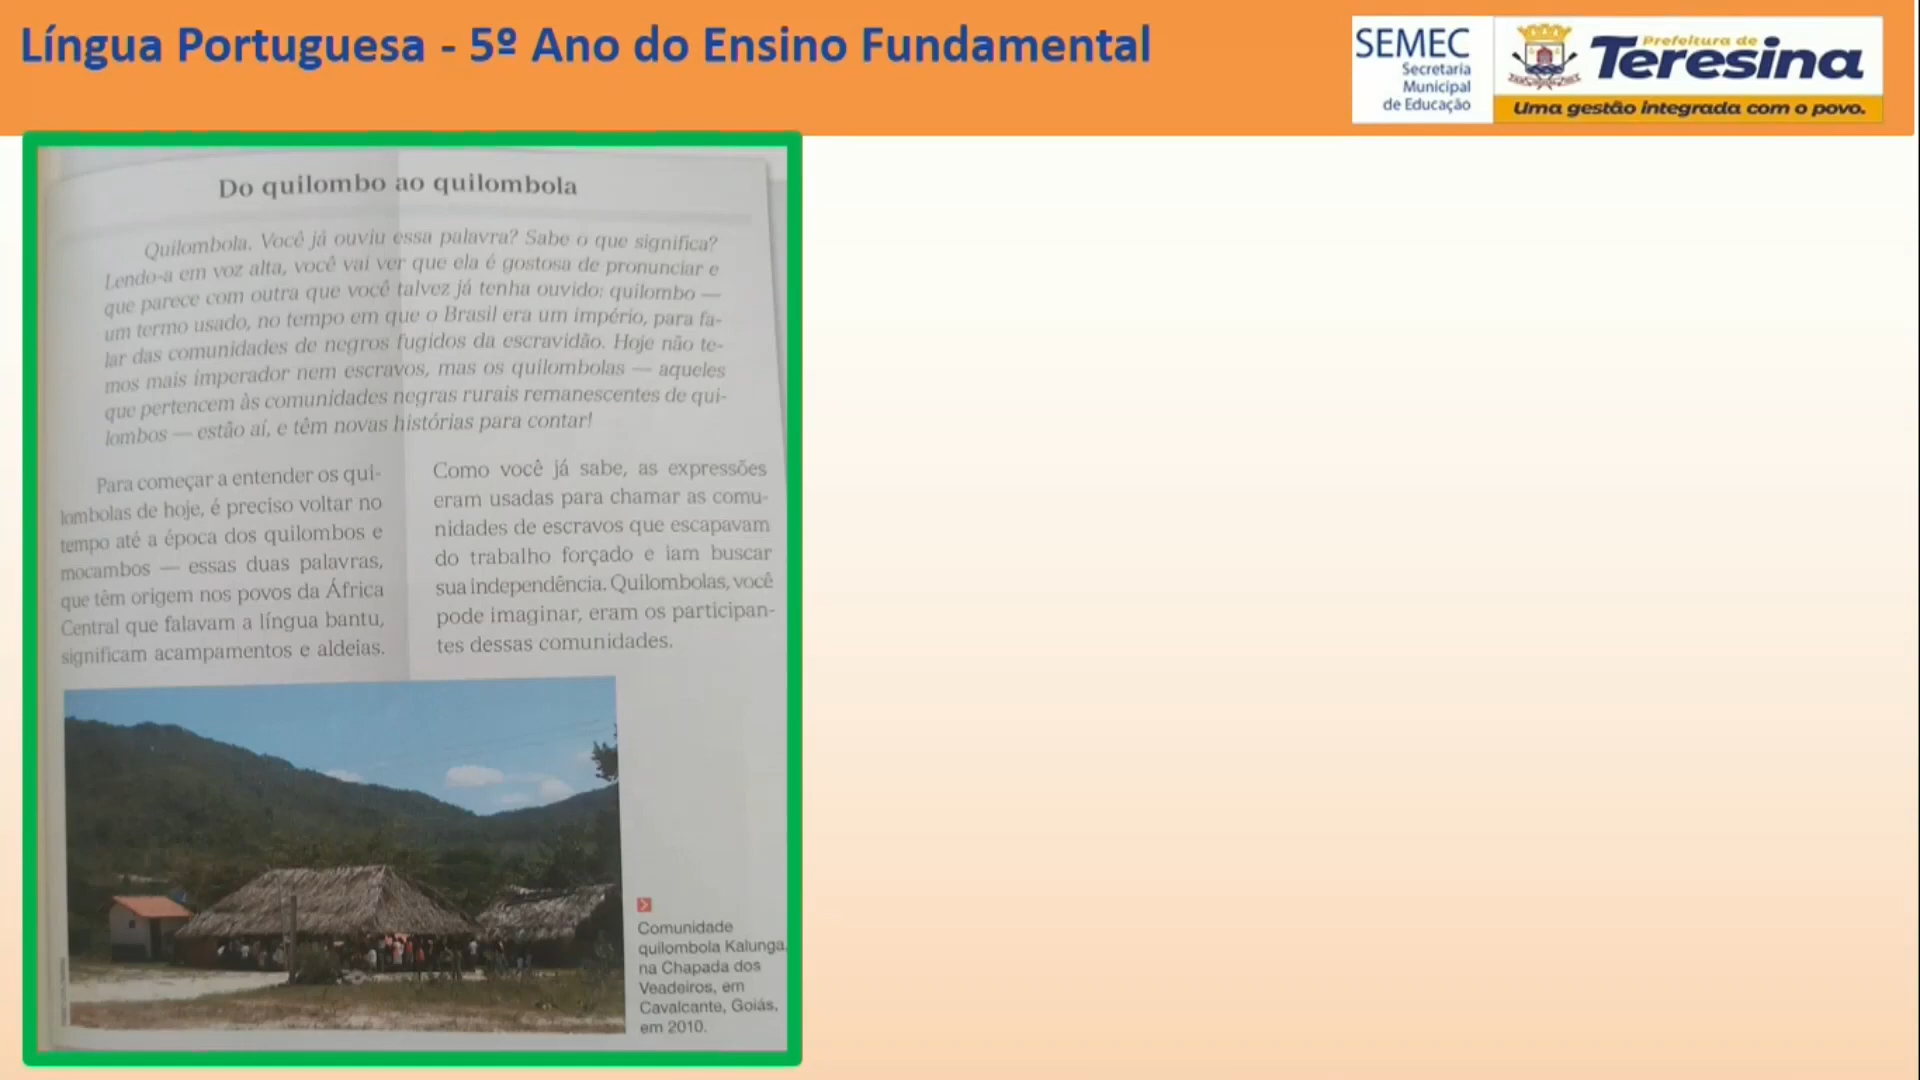 Língua Portuguesa - 5º Ano do Ensino Fundamental
SEMEC
Secretaria
Municipal
de Educação
Prefeitura de
Teresina
Uma gestão integrada com o povo.
Do quilombo ao quilombola
Quilombola. Você já ouviu essa palavra? Sabe o que significa?
Lendo-a em voz alta, você vai ver que ela é gostosa de pronunciar e
que parece com outra que você talvez já tenha ouvido: quilombo —
um termo usado, no tempo em que o Brasil era um império, para fa-
lar das comunidades de negros fugidos da escravidão. Hoje não te-
mos mais imperador nem escravos, mas os quilombolas — aqueles
que pertencem às comunidades negras rurais remanescentes de qui-
lombos — estão aí, e têm novas histórias para contar!
Para começar a entender os qui-
lombolas de hoje, é preciso voltar no
tempo até a época dos quilombos e
mocambos — essas duas palavras,
que têm origem nos povos da África
Central que falavam a língua bantu,
significam acampamentos e aldeias.
Como você já sabe, as expressões
eram usadas para chamar as comu-
nidades de escravos que escapavam
do trabalho forçado e iam buscar
sua independência. Quilombolas, você
pode imaginar, eram os participan-
tes dessas comunidades.
Comunidade
quilombola Kalunga,
na Chapada dos
Veadeiros, em
Cavalcante, Goiás,
em 2010.